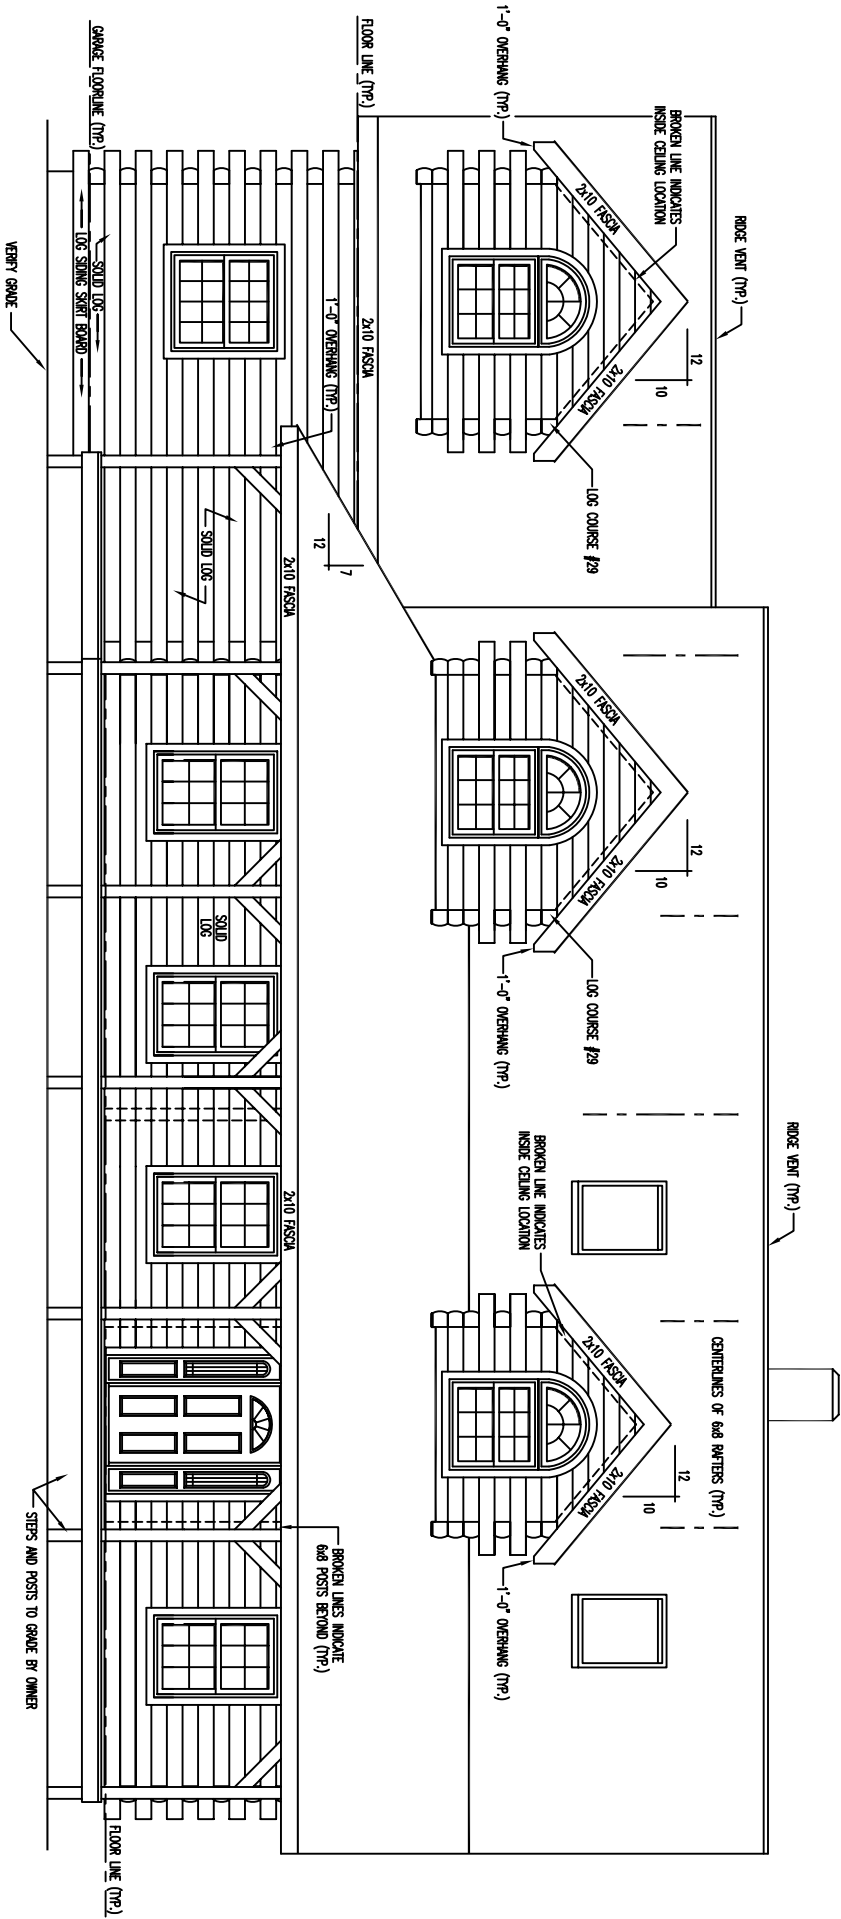 RIDGE VENT (TYP.)
RIDGE VENT (TYP.)
CENTERLINES OF 6x8 RAFTERS (TYP.)
BROKEN LINE INDICATES
INSIDE CEILING LOCATION
12
10
2x10 FASCIA
2x10 FASCIA
1'-0" OVERHANG (TYP.)
LOG COURSE #29
12
10
2x10 FASCIA
2x10 FASCIA
LOG COURSE #29
1'-0" OVERHANG (TYP.)
BROKEN LINE INDICATES
INSIDE CEILING LOCATION
12
10
2x10 FASCIA
2x10 FASCIA
1'-0" OVERHANG (TYP.)
FLOOR LINE (TYP.)
2x10 FASCIA
1'-0" OVERHANG (TYP.)
7
12
2x10 FASCIA
2x10 FASCIA
BROKEN LINES INDICATE
6x8 POSTS BEYOND (TYP.)
SOLID LOG
SOLID
LOG
GARAGE FLOORLINE (TYP.)
SOLID LOG
LOG SIDING SKIRT BOARD
FLOOR LINE (TYP.)
VERIFY GRADE
STEPS AND POSTS TO GRADE BY OWNER